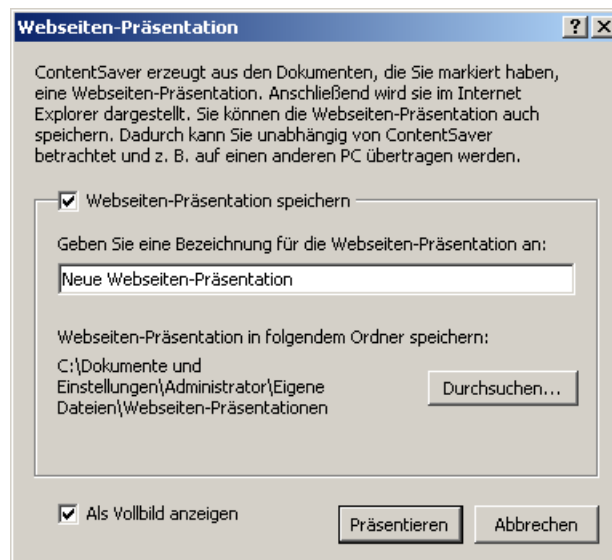 Webseiten-Präsentation
ContentSaver erzeugt aus den Dokumenten, die Sie markiert haben,
eine Webseiten-Präsentation. Anschließend wird sie im Internet
Explorer dargestellt. Sie können die Webseiten-Präsentation auch
speichern. Dadurch kann Sie unabhängig von ContentSaver
betrachtet und z. B. auf einen anderen PC übertragen werden.
Webseiten-Präsentation speichern
Geben Sie eine Bezeichnung für die Webseiten-Präsentation an:
Neue Webseiten-Präsentation
Webseiten-Präsentation in folgendem Ordner speichern:
C:\Dokumente und
Einstellungen\Administrator\Eigene
Dateien\Webseiten-Präsentationen
Durchsuchen...
Als Vollbild anzeigen
Präsentieren
Abbrechen